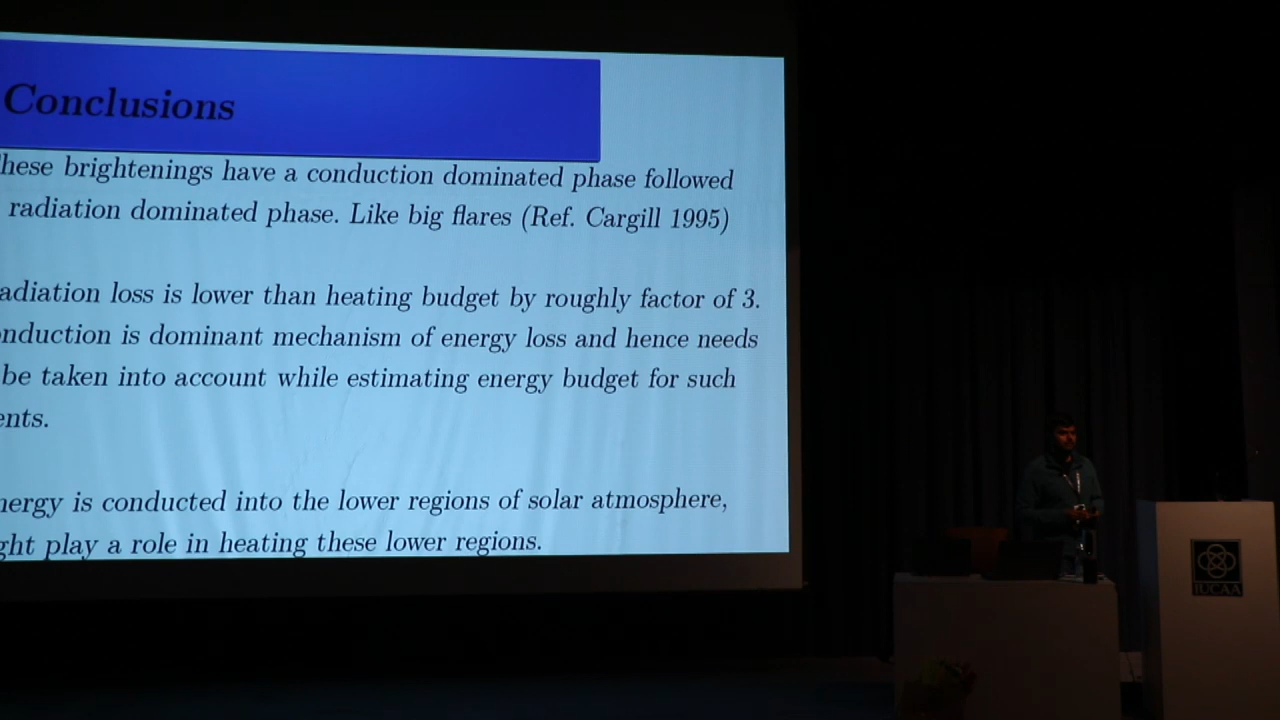 Conclusions
hese brightenings have a conduction dominated phase followed
radiation dominated phase. Like big flares (Ref. Cargill 1995)
adiation loss is lower than heating budget by roughly factor of 3.
onduction is dominant mechanism of energy loss and hence needs
be taken into account while estimating energy budget for such
ents.
nergy is conducted into the lower regions of solar atmosphere,
ght play a role in heating these lower regions.
IUCAA